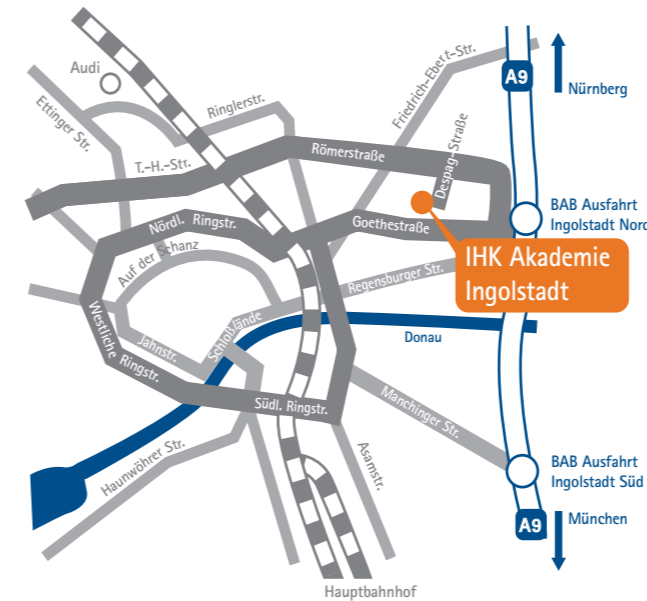 Audi
Ettinger Str.
Ringlerstr.
Friedrich-Ebert-Str.
A9
Nürnberg
T.-H.-Str.
Römerstraße
Despag-Straße
Nördl. Ringstr.
Goethestraße
BAB Ausfahrt
Ingolstadt Nord
Auf der Schanz
IHK Akademie
Ingolstadt
Regensburger Str.
Westliche Ringstr.
Jahnstr.
Schloßlände
Donau
Südl. Ringstr.
Manchinger Str.
Haunwöhrer Str.
Asamstr.
BAB Ausfahrt
Ingolstadt Süd
A9
München
Hauptbahnhof